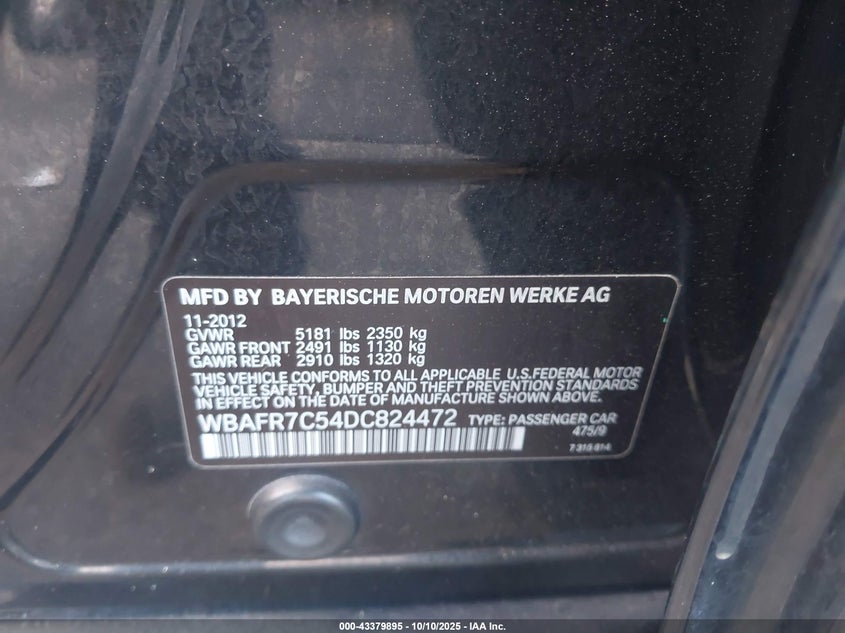 MFD BY BAYERISCHE MOTOREN WERKE AG
11-2012
GVWR 5181 lbs 2350 kg
GAWR FRONT 2491 lbs 1130 kg
GAWR REAR 2910 lbs 1320 kg
THIS VEHICLE CONFORMS TO ALL APPLICABLE U.S.FEDERAL MOTOR
VEHICLE SAFETY, BUMPER AND THEFT PREVENTION STANDARDS
IN EFFECT ON THE DATE OF MANUFACTURE SHOWN ABOVE.
WBAFR7C54DC824472 TYPE: PASSENGER CAR
475/9
000-43379895 - 10/10/2025 - IAA Inc.